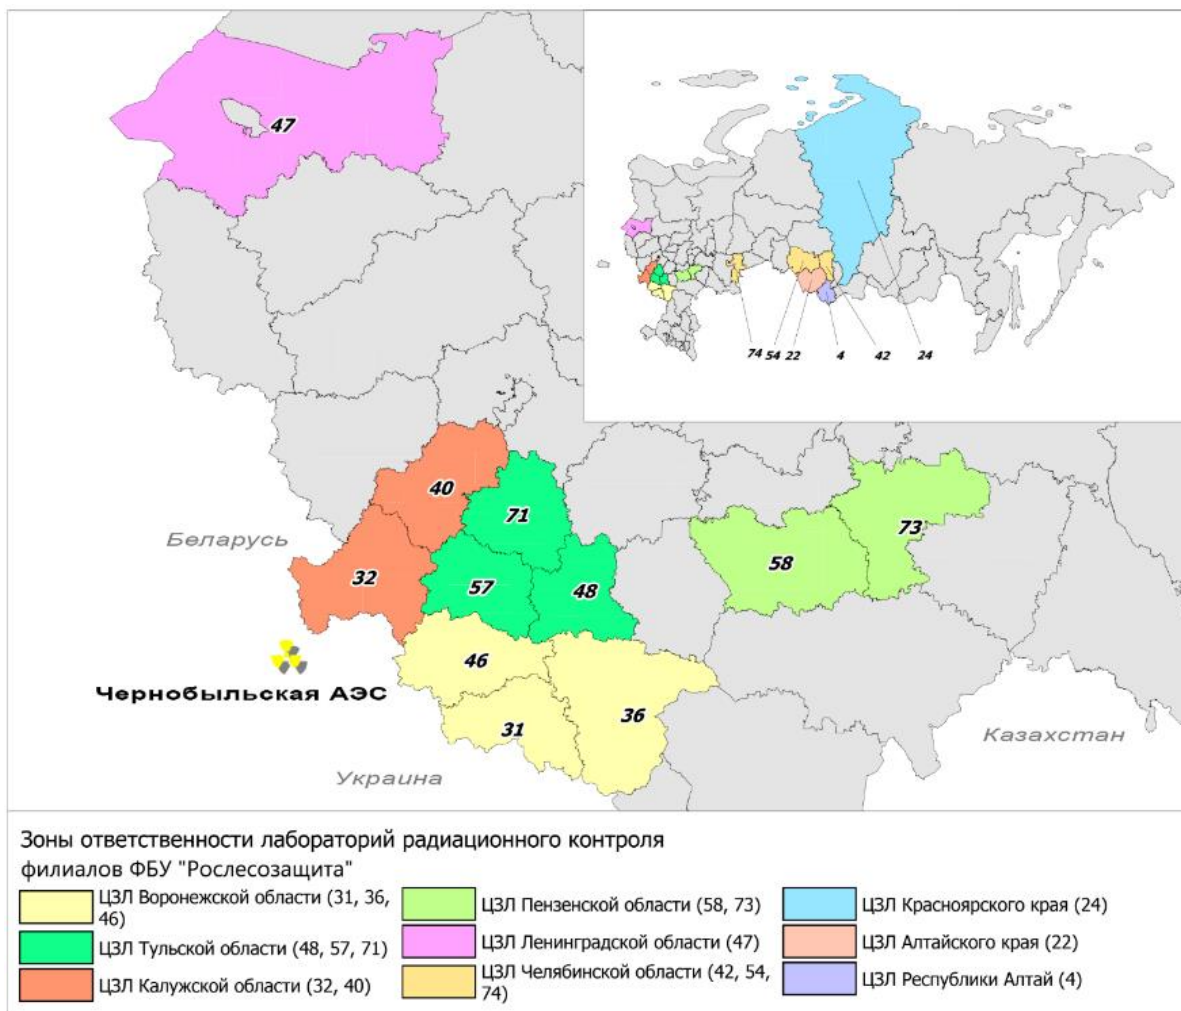 47
74 54 22 4 42 24
40
71
73
Беларусь
58
32
57
48
46
Чернобыльская АЭС
36
31
Казахстан
Украина
Зоны ответственности лабораторий радиационного контроля
филиалов ФБУ "Рослесозащита"
ЦЗЛ Воронежской области (31, 36,
46)
ЦЗЛ Тульской области (48, 57, 71)
ЦЗЛ Калужской области (32, 40)
ЦЗЛ Пензенской области (58, 73)
ЦЗЛ Ленинградской области (47)
ЦЗЛ Челябинской области (42, 54,
74)
ЦЗЛ Красноярского края (24)
ЦЗЛ Алтайского края (22)
ЦЗЛ Республики Алтай (4)